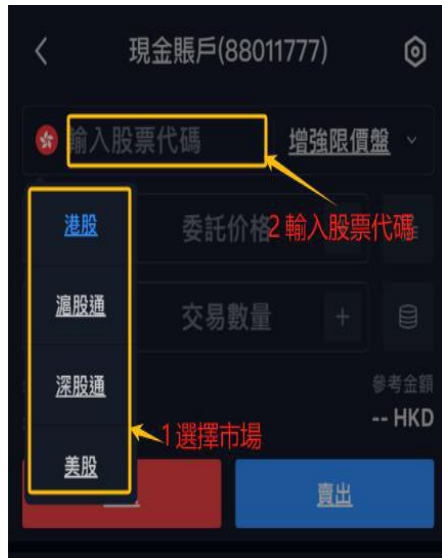 現金賬戶(88011777)
輸入股票代碼
增強限價盤
港股
委託价格
2 輸入股票代碼
滬股通
交易數量
+
深股通
參考金額
-- HKD
1 選擇市場
美股
賣出